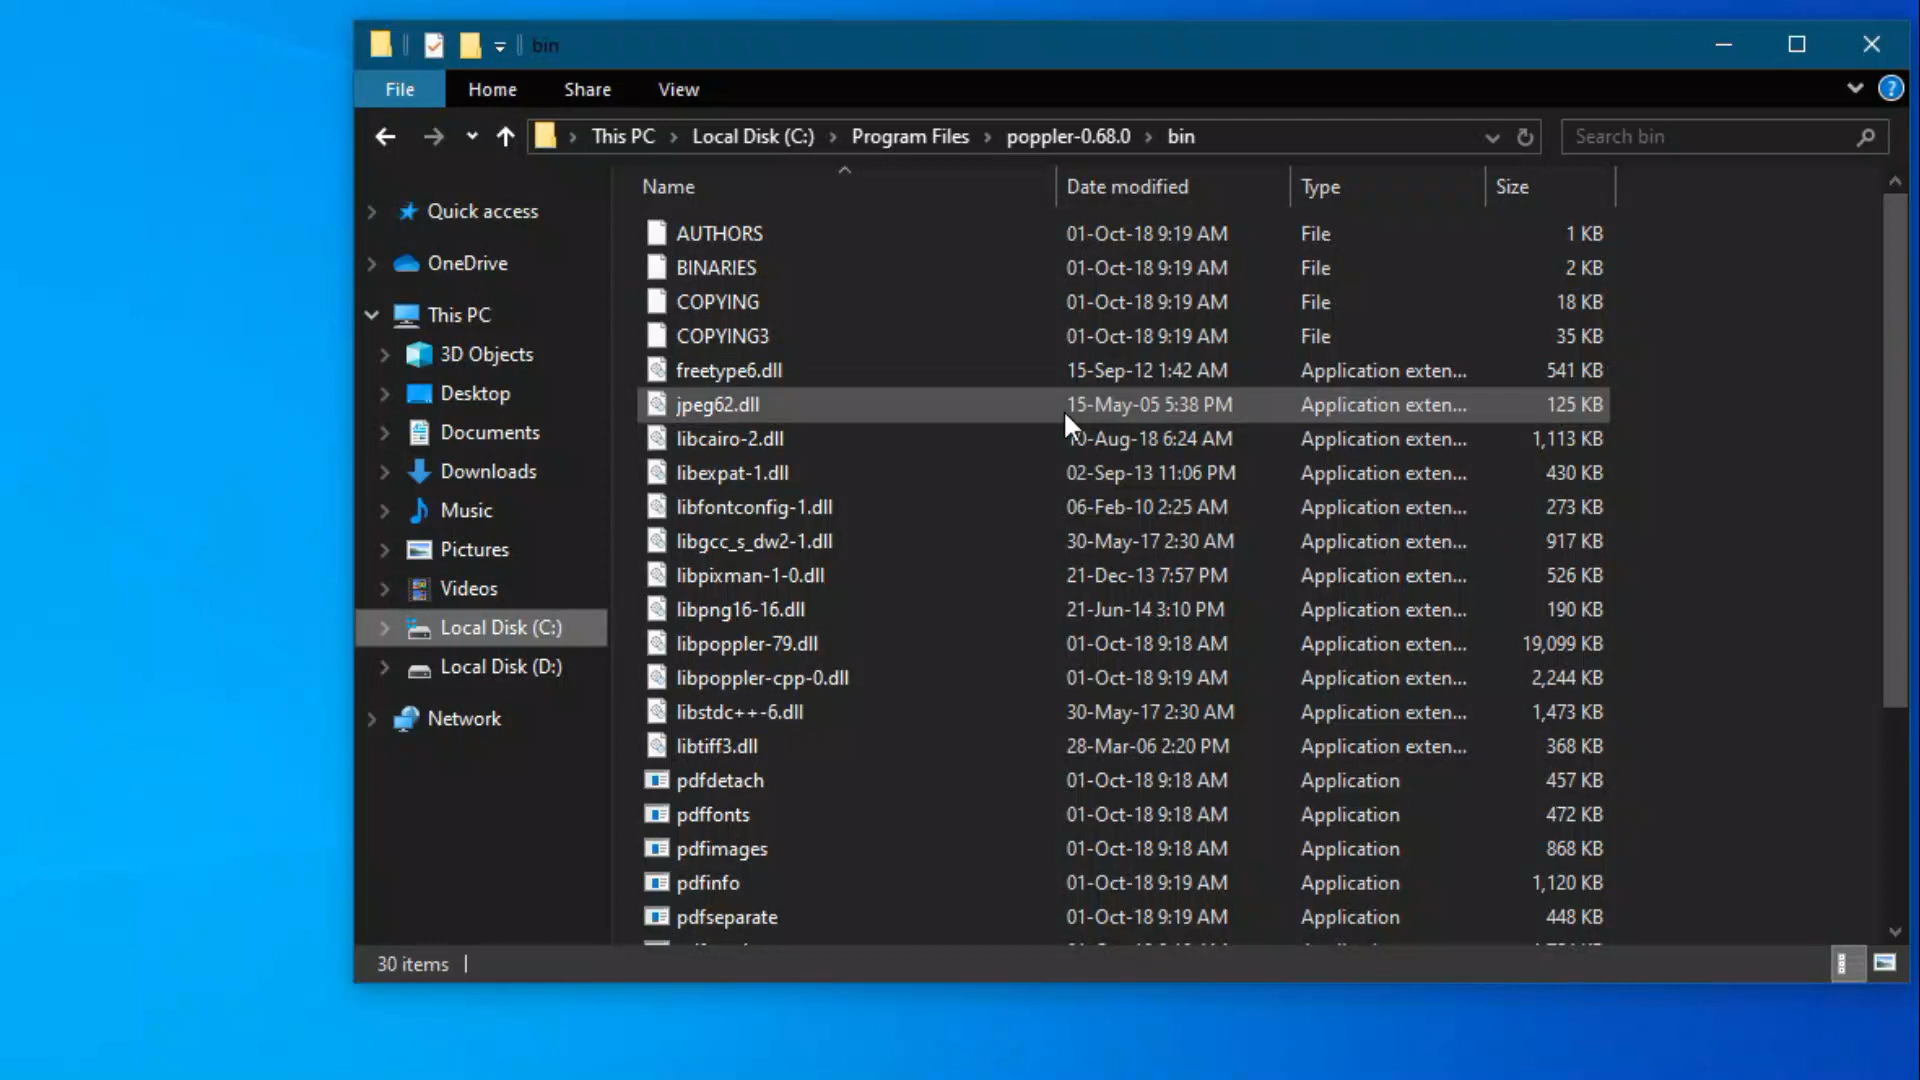 bin
File Home Share View
This PC Local Disk (C:) Program Files poppler-0.68.0 bin Search bin
Name Date modified Type Size
Quick access
OneDrive
This PC
3D Objects
Desktop
Documents
Downloads
Music
Pictures
Videos
Local Disk (C:)
Local Disk (D:)
Network
AUTHORS 01-Oct-18 9:19 AM File 1 KB
BINARIES 01-Oct-18 9:19 AM File 2 KB
COPYING 01-Oct-18 9:19 AM File 18 KB
COPYING3 01-Oct-18 9:19 AM File 35 KB
freetype6.dll 15-Sep-12 1:42 AM Application exten... 541 KB
jpeg62.dll 15-May-05 5:38 PM Application exten... 125 KB
libcairo-2.dll 10-Aug-18 6:24 AM Application exten... 1,113 KB
libexpat-1.dll 02-Sep-13 11:06 PM Application exten... 430 KB
libfontconfig-1.dll 06-Feb-10 2:25 AM Application exten... 273 KB
libgcc_s_dw2-1.dll 30-May-17 2:30 AM Application exten... 917 KB
libpixman-1-0.dll 21-Dec-13 7:57 PM Application exten... 526 KB
libpng16-16.dll 21-Jun-14 3:10 PM Application exten... 190 KB
libpoppler-79.dll 01-Oct-18 9:18 AM Application exten... 19,099 KB
libpoppler-cpp-0.dll 01-Oct-18 9:19 AM Application exten... 2,244 KB
libstdc++-6.dll 30-May-17 2:30 AM Application exten... 1,473 KB
libtiff3.dll 28-Mar-06 2:20 PM Application exten... 368 KB
pdfdetach 01-Oct-18 9:18 AM Application 457 KB
pdffonts 01-Oct-18 9:18 AM Application 472 KB
pdfimages 01-Oct-18 9:18 AM Application 868 KB
pdfinfo 01-Oct-18 9:19 AM Application 1,120 KB
pdfseparate 01-Oct-18 9:19 AM Application 448 KB
30 items